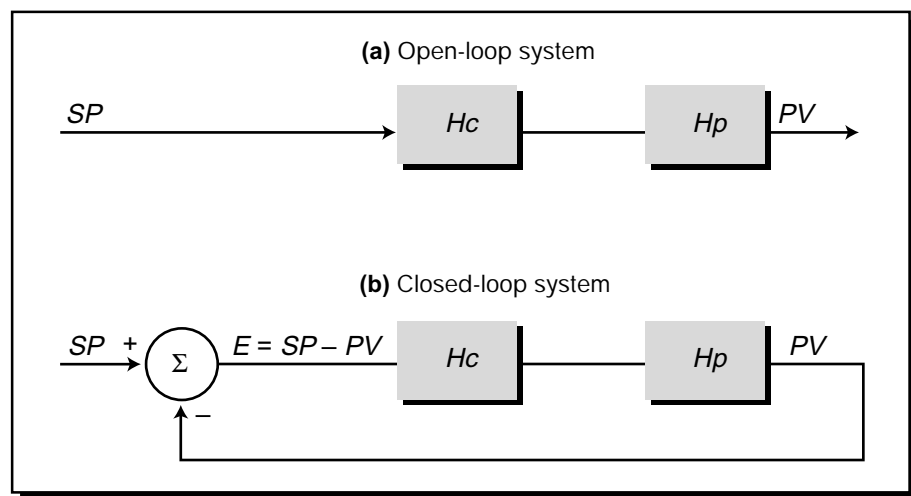 (a) Open-loop system
SP
Hc
Hp
PV
(b) Closed-loop system
SP +
Σ
E = SP – PV
Hc
Hp
PV
–